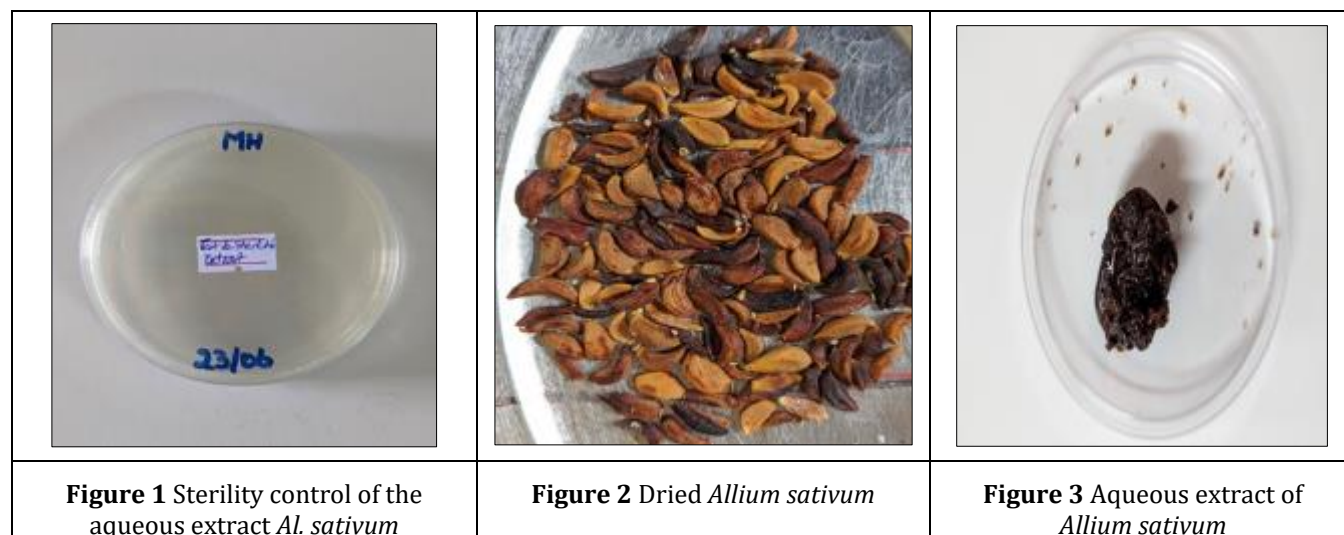 MH
Extrait
23/06
Figure 1 Sterility control of the
aqueous extract Al. sativum
Figure 2 Dried Allium sativum
Figure 3 Aqueous extract of
Allium sativum